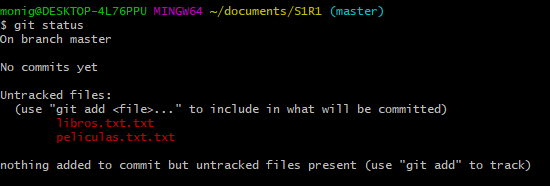 monig@DESKTOP-4L76PPU MINGW64 ~/documents/S1R1 (master)
$ git status
On branch master
No commits yet
Untracked files:
(use "git add <file>..." to include in what will be committed)
libros.txt.txt
peliculas.txt.txt
nothing added to commit but untracked files present (use "git add" to track)